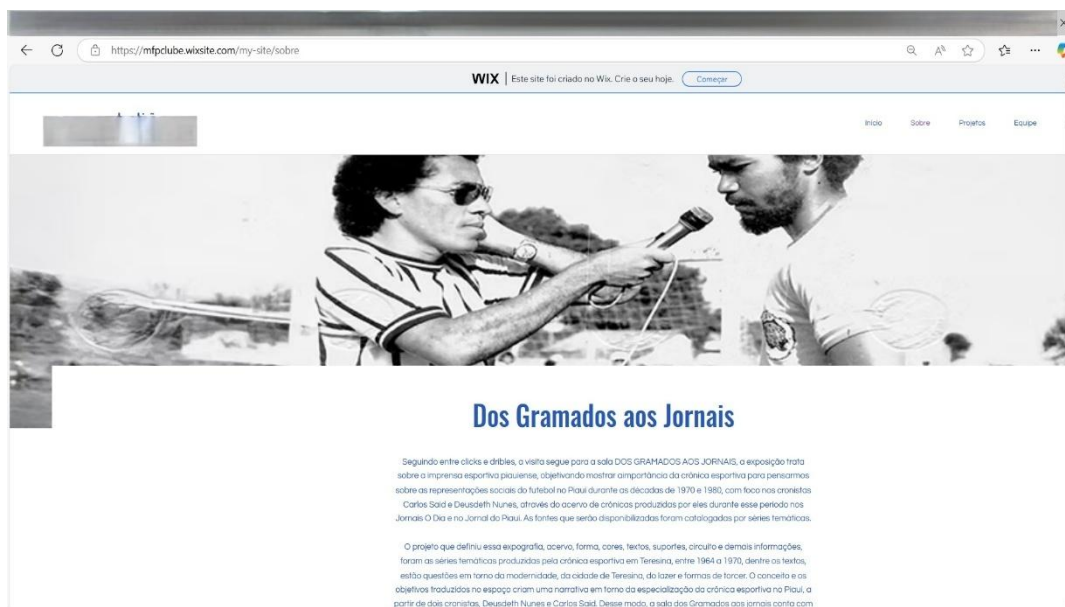 https://mfpclube.wixsite.com/my-site/sobre
WIX | Este site foi criado no Wix. Crie o seu hoje. Começar
Início Sobre Projetos Equipe
Dos Gramados aos Jornais
Seguindo entre clicks e dribles, a visita segue para a sala DOS GRAMADOS AOS JORNAIS, a exposição trata
sobre a imprensa esportiva piauiense, objetivando mostrar aimportância da crônica esportiva para pensarmos
sobre as representações sociais do futebol no Piauí durante as décadas de 1970 e 1980, com foco nos cronistas
Carlos Said e Deusdeth Nunes, através do acervo de crônicas produzidas por eles durante esse período nos
Jornais O Dia e no Jornal do Piauí. As fontes que serão disponibilizadas foram catalogadas por séries temáticas.
O projeto que definiu essa expografia, acervo, forma, cores, textos, suportes, circuito e demais informações,
foram as séries temáticas produzidas pela crônica esportiva em Teresina, entre 1964 a 1970, dentre os textos,
estão questões em torno da modernidade, da cidade de Teresina, do lazer e formas de torcer. O conceito e os
objetivos traduzidos no espaço criam uma narrativa em torno da especialização da crônica esportiva no Piauí, a
partir de dois cronistas, Deusdeth Nunes e Carlos Said. Desse modo, a sala dos Gramados aos jornais conta com